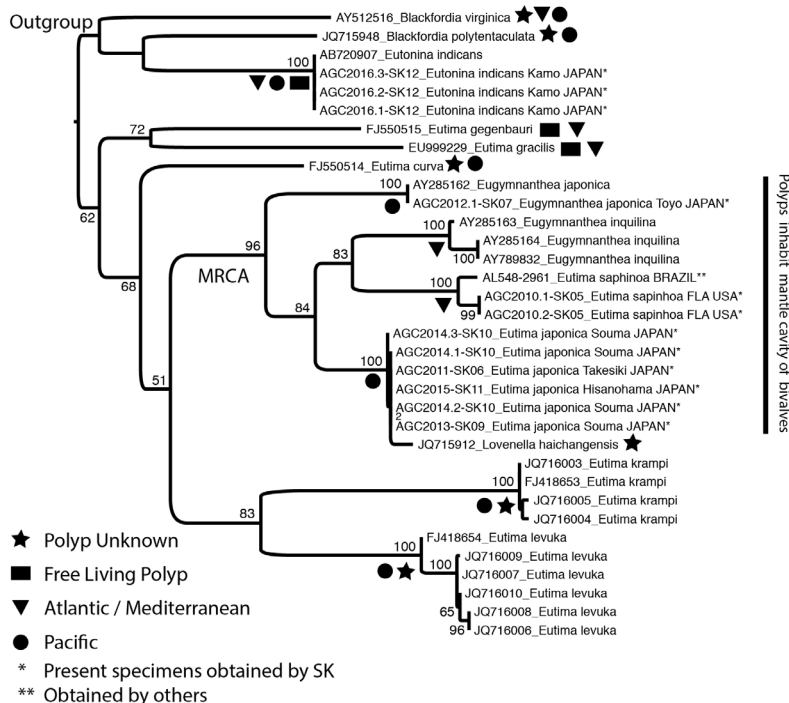 Outgroup
AY512516_Blackfordia virginica
JQ715948_Blackfordia polytentaculata
AB720907_Eutonina indicans
100
AGC2016.3-SK12_Eutonina indicans Kamo JAPAN*
AGC2016.2-SK12_Eutonina indicans Kamo JAPAN*
AGC2016.1-SK12_Eutonina indicans Kamo JAPAN*
72
FJ550515_Eutima gegenbauri
EU999229_Eutima gracilis
FJ550514_Eutima curva
62
100
AY285162_Eugymnanthea japonica
AGC2012.1-SK07_Eugymnanthea japonica Toyo JAPAN*
96
MRCA
68
100
AY285163_Eugymnanthea inquilina
AY285164_Eugymnanthea inquilina
100
AY789832_Eugymnanthea inquilina
83
100
AL548-2961_Eutima saphinoa BRAZIL**
AGC2010.1-SK05_Eutima sapinhoa FLA USA*
99
AGC2010.2-SK05_Eutima sapinhoa FLA USA*
84
AGC2014.3-SK10_Eutima japonica Souma JAPAN*
AGC2014.1-SK10_Eutima japonica Souma JAPAN*
100
AGC2011-SK06_Eutima japonica Takesiki JAPAN*
AGC2015-SK11_Eutima japonica Hisanohama JAPAN*
AGC2014.2-SK10_Eutima japonica Souma JAPAN*
2
AGC2013-SK09_Eutima japonica Souma JAPAN*
JQ715912_Lovenella haichangensis
51
Polyps inhabit mantle cavity of bivalves
JQ716003_Eutima krampi
100
FJ418653_Eutima krampi
JQ716005_Eutima krampi
JQ716004_Eutima krampi
83
FJ418654_Eutima levuka
100
JQ716009_Eutima levuka
100
JQ716007_Eutima levuka
JQ716010_Eutima levuka
65
JQ716008_Eutima levuka
96
JQ716006_Eutima levuka
Polyp Unknown
Free Living Polyp
Atlantic / Mediterranean
Pacific
* Present specimens obtained by SK
** Obtained by others